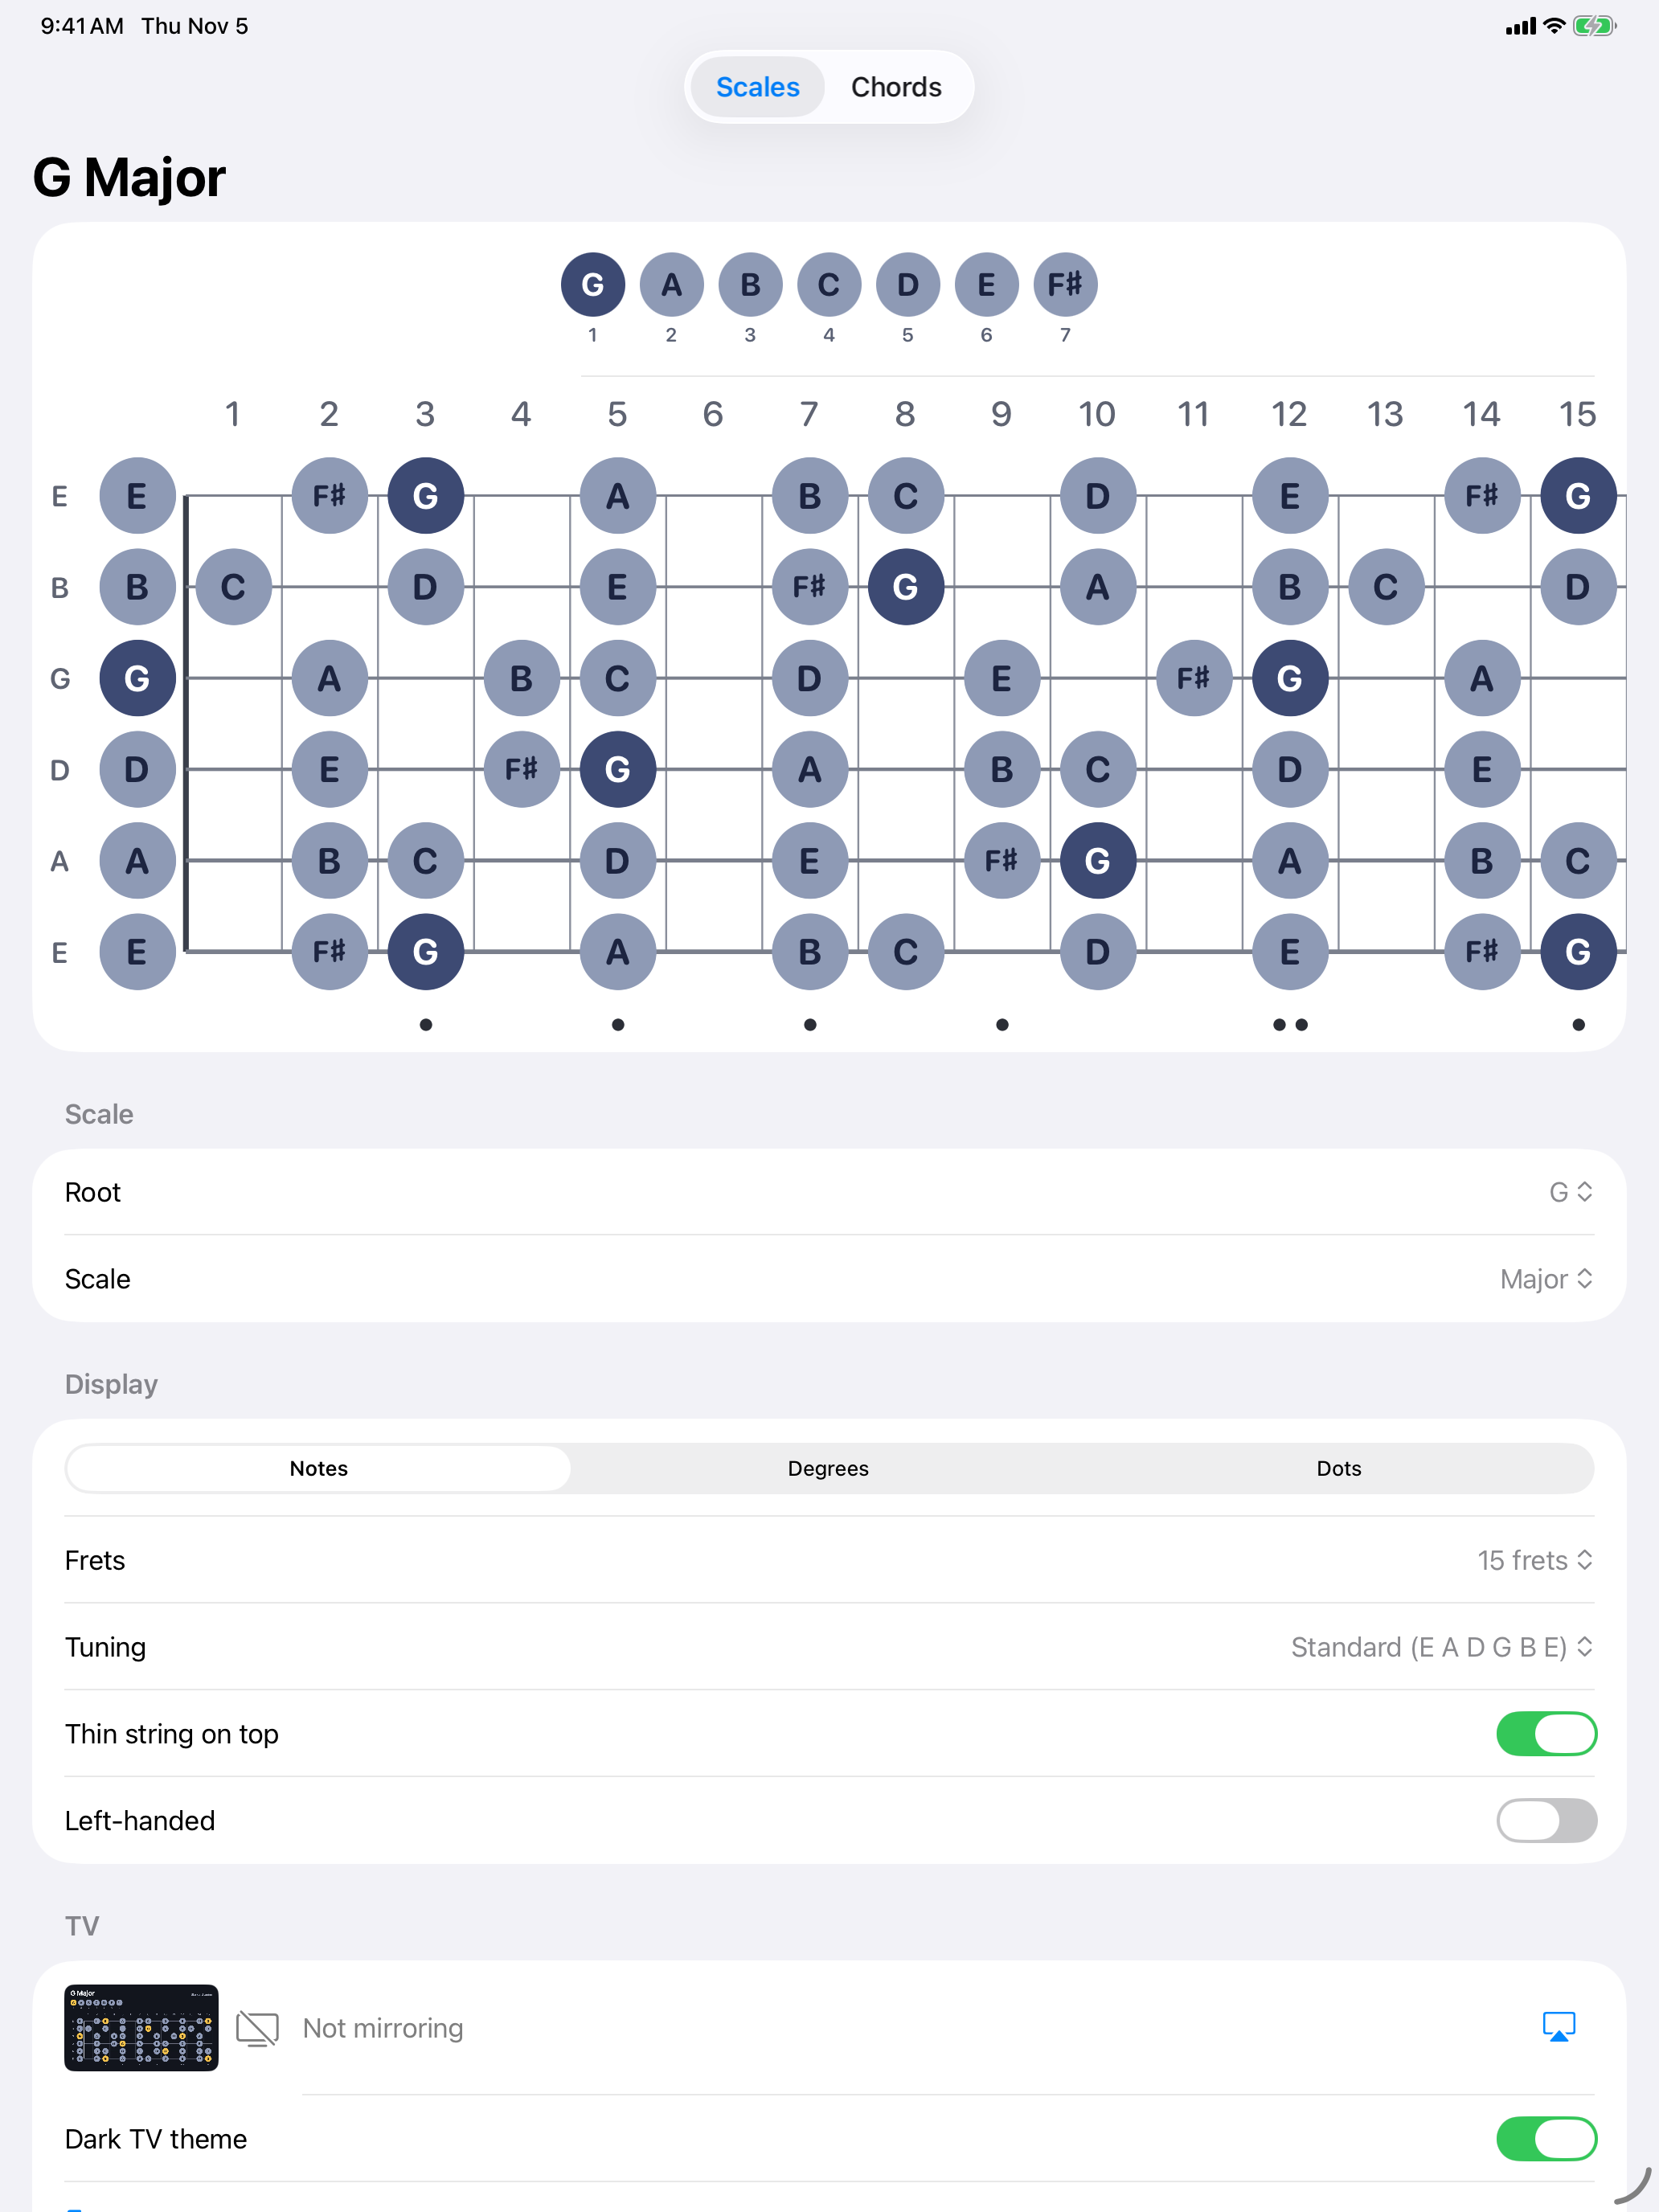 9:41 AM Thu Nov 5
Scales Chords
G Major
G A B C D E F♯
1 2 3 4 5 6 7
1 2 3 4 5 6 7 8 9 10 11 12 13 14 15
E E F♯ G A B C D E F♯ G
B B C D E F♯ G A B C D
G G A B C D E F♯ G A
D D E F♯ G A B C D E
A A B C D E F♯ G A B C
E E F♯ G A B C D E F♯ G
Scale
Root G
Scale Major
Display
Notes Degrees Dots
Frets 15 frets
Tuning Standard (E A D G B E)
Thin string on top
Left-handed
TV
G Major
Not mirroring
Dark TV theme